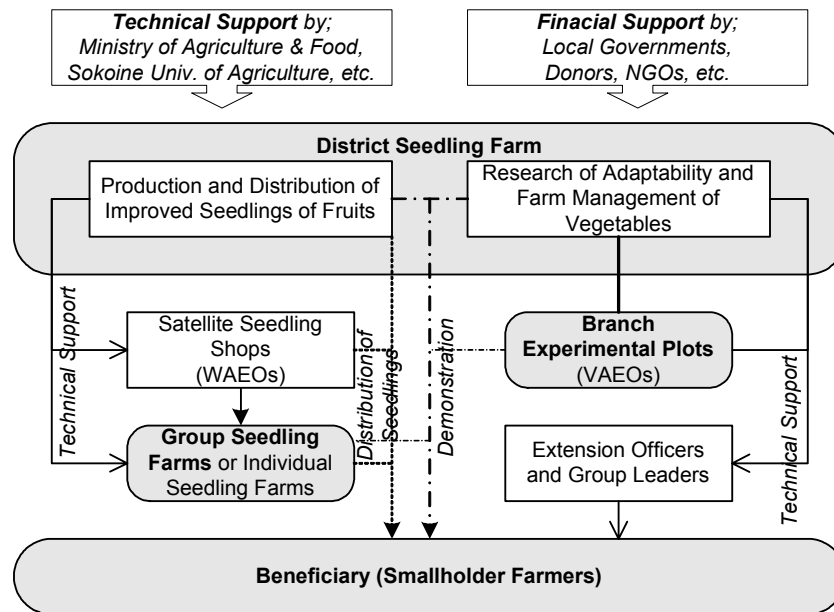 Technical Support by;
Ministry of Agriculture & Food,
Sokoine Univ. of Agriculture, etc.
Finacial Support by;
Local Governments,
Donors, NGOs, etc.
District Seedling Farm
Production and Distribution of
Improved Seedlings of Fruits
Research of Adaptability and
Farm Management of
Vegetables
Technical Support
Satellite Seedling
Shops
(WAEOs)
Distribution of
Seedlings
Demonstration
Branch
Experimental Plots
(VAEOs)
Technical Support
Group Seedling
Farms or Individual
Seedling Farms
Extension Officers
and Group Leaders
Beneficiary (Smallholder Farmers)